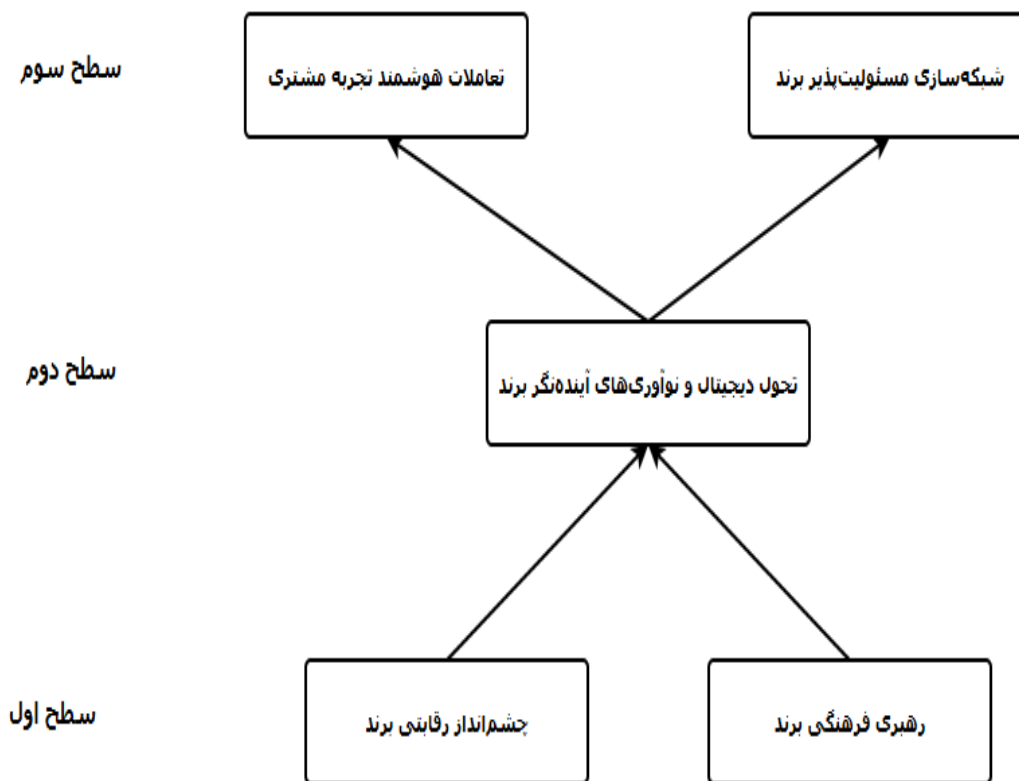 سطح سوم
شبکه‌سازی مسئولیت‌پذیر برند
تعاملات هوشمند تجربه مشتری
سطح دوم
تحول دیجیتال و نوآوری‌های آینده‌نگر برند
سطح اول
رهبری فرهنگی برند
چشم‌انداز رقابتی برند